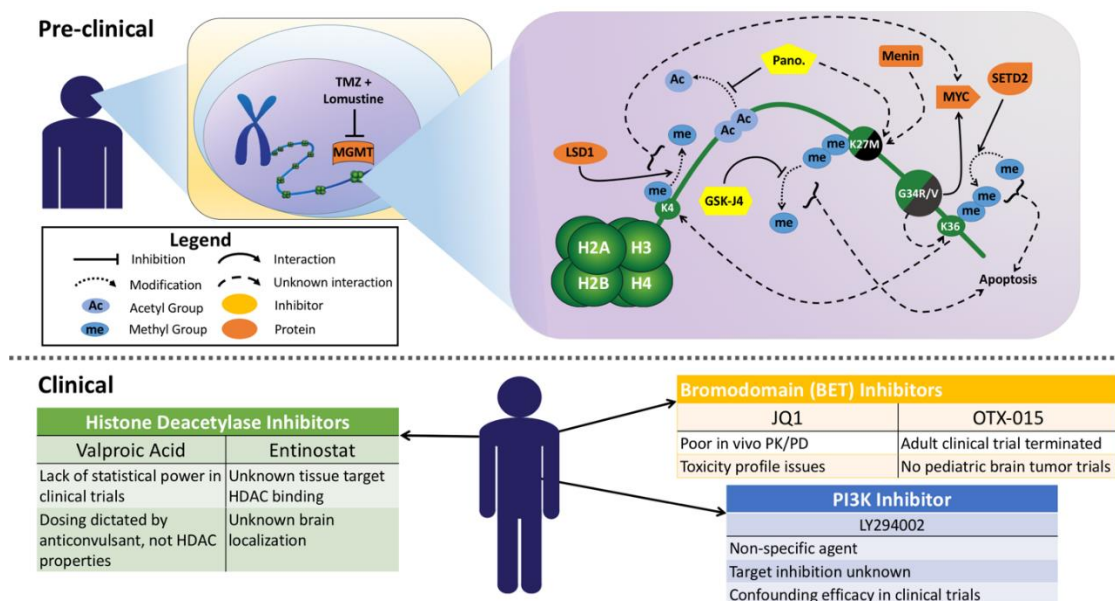 Pre-clinical
TMZ +
Lomustine
MGMT
Legend
Inhibition
Interaction
Modification
Unknown interaction
Ac
Acetyl Group
Inhibitor
me
Methyl Group
Protein
Pano.
Menin
Ac
MYC
SETD2
Ac
Ac
me
LSD1
me
K27M
me
me
me
G34R/V
me
me
K4
GSK-J4
me
me
K36
H2A
H3
H2B
H4
Apoptosis
Clinical
Histone Deacetylase Inhibitors
Valproic Acid
Entinostat
Lack of statistical power in
clinical trials
Unknown tissue target
HDAC binding
Dosing dictated by
anticonvulsant, not HDAC
properties
Unknown brain
localization
Bromodomain (BET) Inhibitors
JQ1
OTX-015
Poor in vivo PK/PD
Adult clinical trial terminated
Toxicity profile issues
No pediatric brain tumor trials
PI3K Inhibitor
LY294002
Non-specific agent
Target inhibition unknown
Confounding efficacy in clinical trials